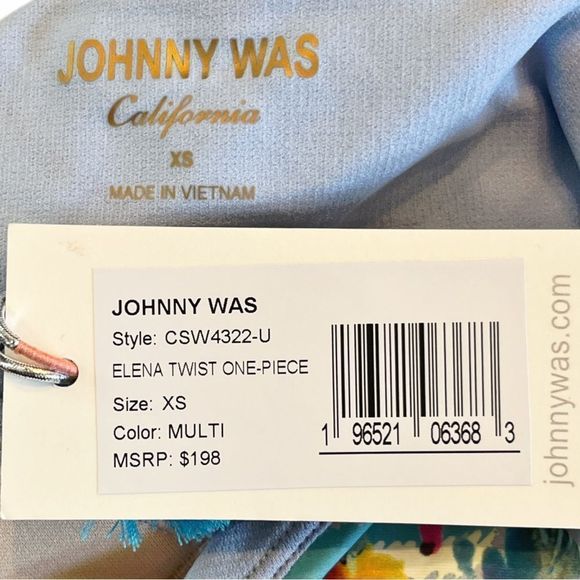 JOHNNY WAS
California
XS
MADE IN VIETNAM
JOHNNY WAS
Style: CSW4322-U
ELENA TWIST ONE-PIECE
Size: XS
Color: MULTI
MSRP: $198
1 96521 06368 3
johnnywas.com